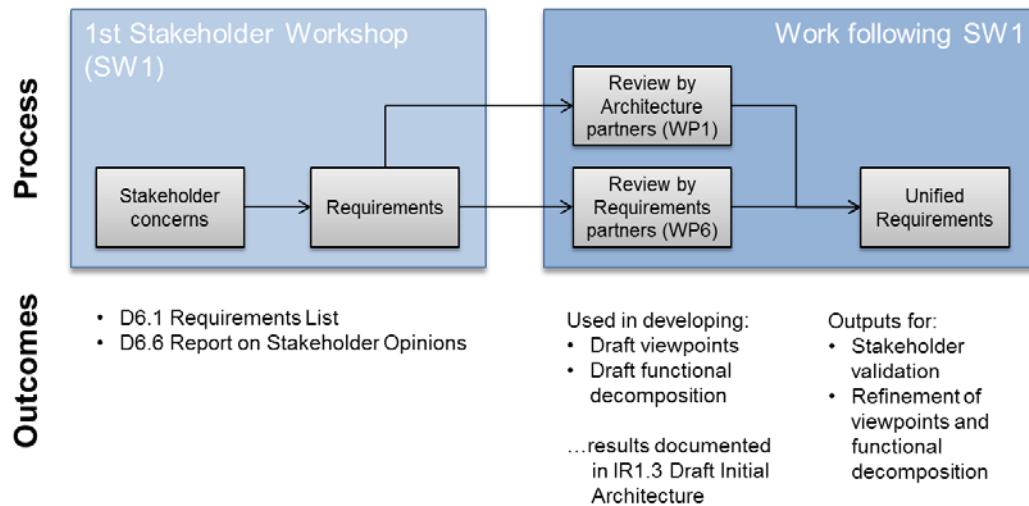 Process
1st Stakeholder Workshop
(SW1)
Stakeholder
concerns
Requirements
Work following SW1
Review by
Architecture
partners (WP1)
Review by
Requirements
partners (WP6)
Unified
Requirements
Outcomes
• D6.1 Requirements List
• D6.6 Report on Stakeholder Opinions
Used in developing:
• Draft viewpoints
• Draft functional
decomposition
…results documented
in IR1.3 Draft Initial
Architecture
Outputs for:
• Stakeholder
validation
• Refinement of
viewpoints and
functional
decomposition